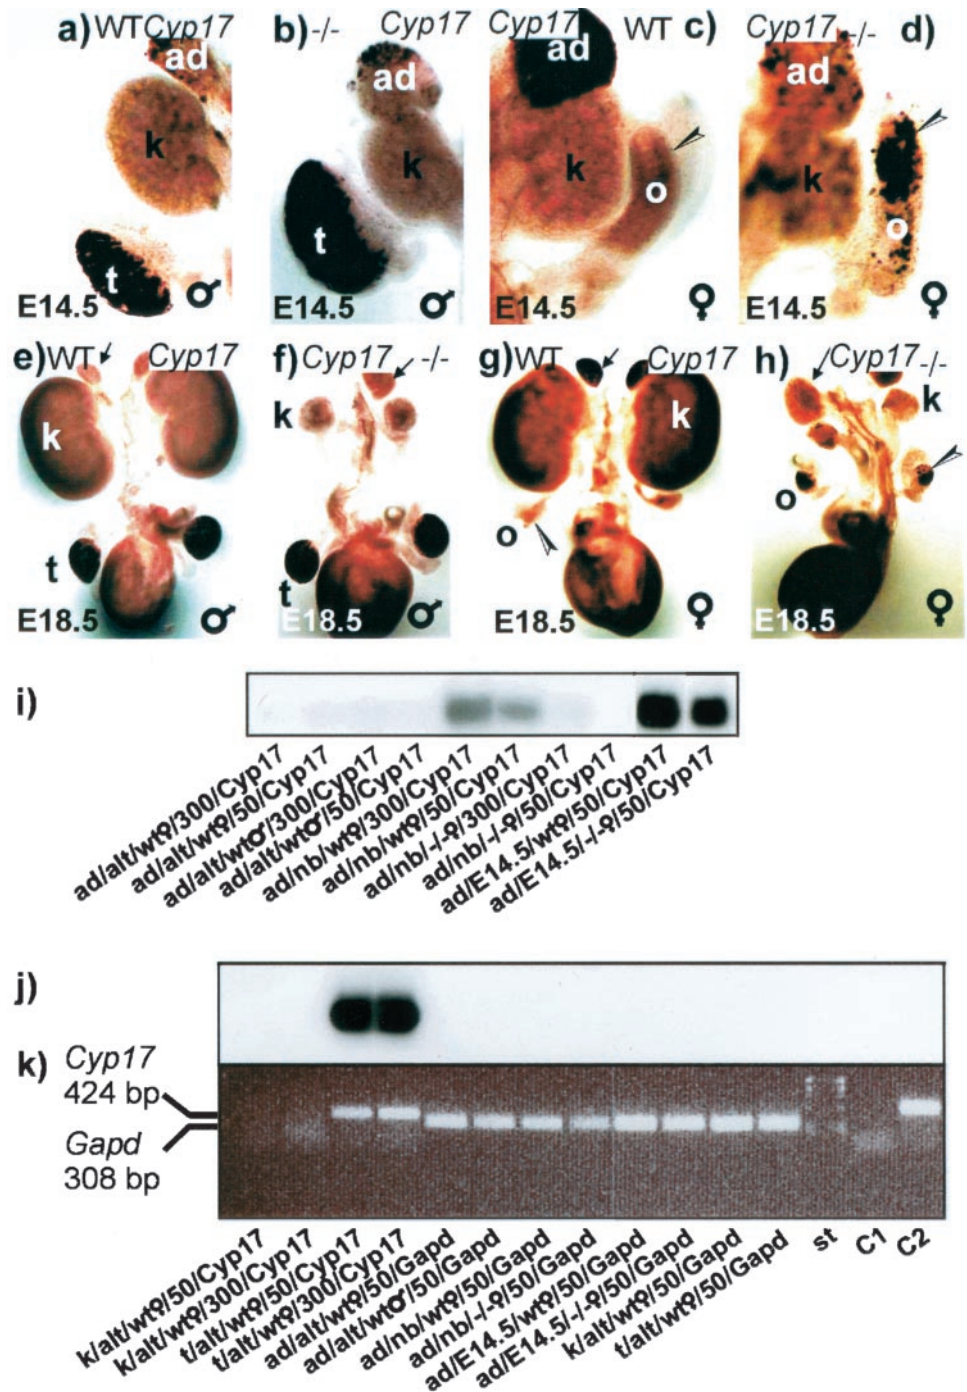 a) WT Cyp17
ad
k
t
E14.5 ♂
b) -/- Cyp17
ad
k
t
E14.5 ♂
Cyp17 WT c)
ad
k
o
E14.5 ♀
Cyp17 -/- d)
ad
k
o
E14.5 ♀
e) WT Cyp17
k
t
E18.5 ♂
f) Cyp17 -/-
k
t
E18.5 ♂
g) WT Cyp17
k
o
E18.5 ♀
h) Cyp17 -/-
k
o
E18.5 ♀
i)
ad/alt/wt♀/300/Cyp17
ad/alt/wt♀/50/Cyp17
ad/alt/wt♂/300/Cyp17
ad/alt/wt♂/50/Cyp17
ad/nb/wt♀/300/Cyp17
ad/nb/wt♀/50/Cyp17
ad/nb/-/-♀/300/Cyp17
ad/nb/-/-♀/50/Cyp17
ad/E14.5/wt♀/50/Cyp17
ad/E14.5/-/-♀/50/Cyp17
j)
k)
Cyp17
424 bp
Gapd
308 bp
k/alt/wt♀/50/Cyp17
k/alt/wt♀/300/Cyp17
t/alt/wt♀/50/Cyp17
t/alt/wt♀/300/Cyp17
ad/alt/wt♀/50/Gapd
ad/alt/wt♂/50/Gapd
ad/nb/wt♀/50/Gapd
ad/nb/-/-♀/50/Gapd
ad/E14.5/wt♀/50/Gapd
ad/E14.5/-/-♀/50/Gapd
k/alt/wt♀/50/Gapd
t/alt/wt♀/50/Gapd
st
C1
C2